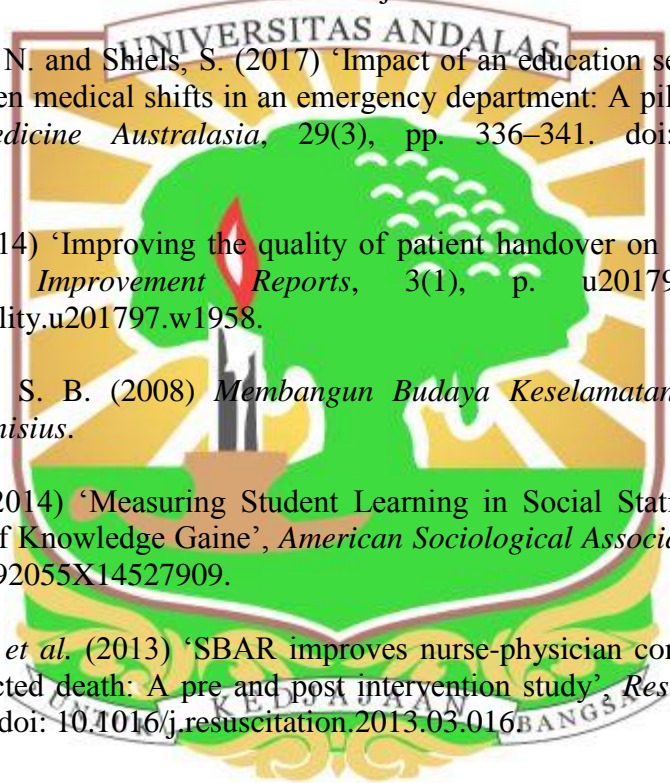 UNIVERSITAS ANDALAS
N. and Shiels, S. (2017) ‘Impact of an education se
en medical shifts in an emergency department: A pil
edicine Australasia, 29(3), pp. 336–341. doi:
14) ‘Improving the quality of patient handover on
Improvement Reports, 3(1), p. u20179
lity.u201797.w1958.
S. B. (2008) Membangun Budaya Keselamatan
nisius.
2014) ‘Measuring Student Learning in Social Stati
f Knowledge Gaine’, American Sociological Associa
92055X14527909.
et al. (2013) ‘SBAR improves nurse-physician con
cted death: A pre and post intervention study’, Res
doi: 10.1016/j.resuscitation.2013.03.016.
UNTUK KEDJAJAAN BANGSA